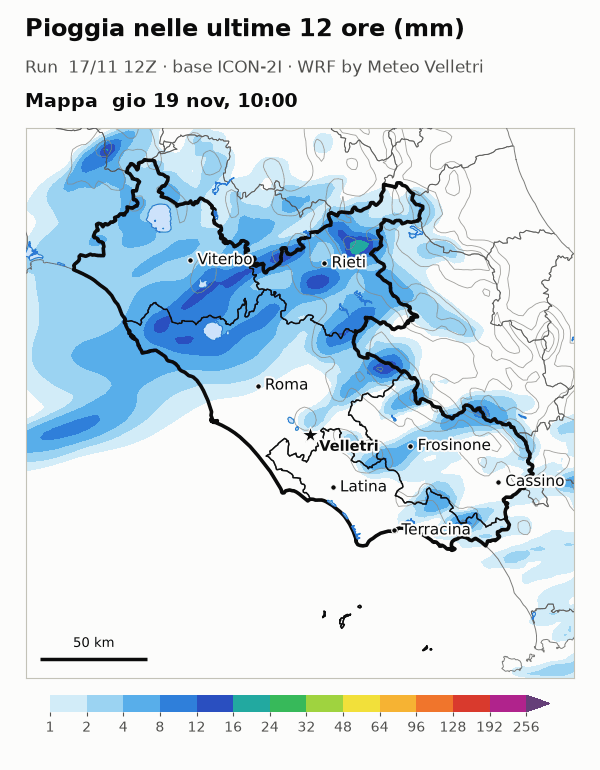 Pioggia nelle ultime 12 ore (mm)
Run  17/11 12Z · base ICON-2I · WRF by Meteo Velletri
Mappa  gio 19 nov, 10:00
Viterbo
Rieti
Roma
Velletri
Frosinone
Latina
Cassino
Terracina
50 km
1 2 4 8 12 16 24 32 48 64 96 128 192 256